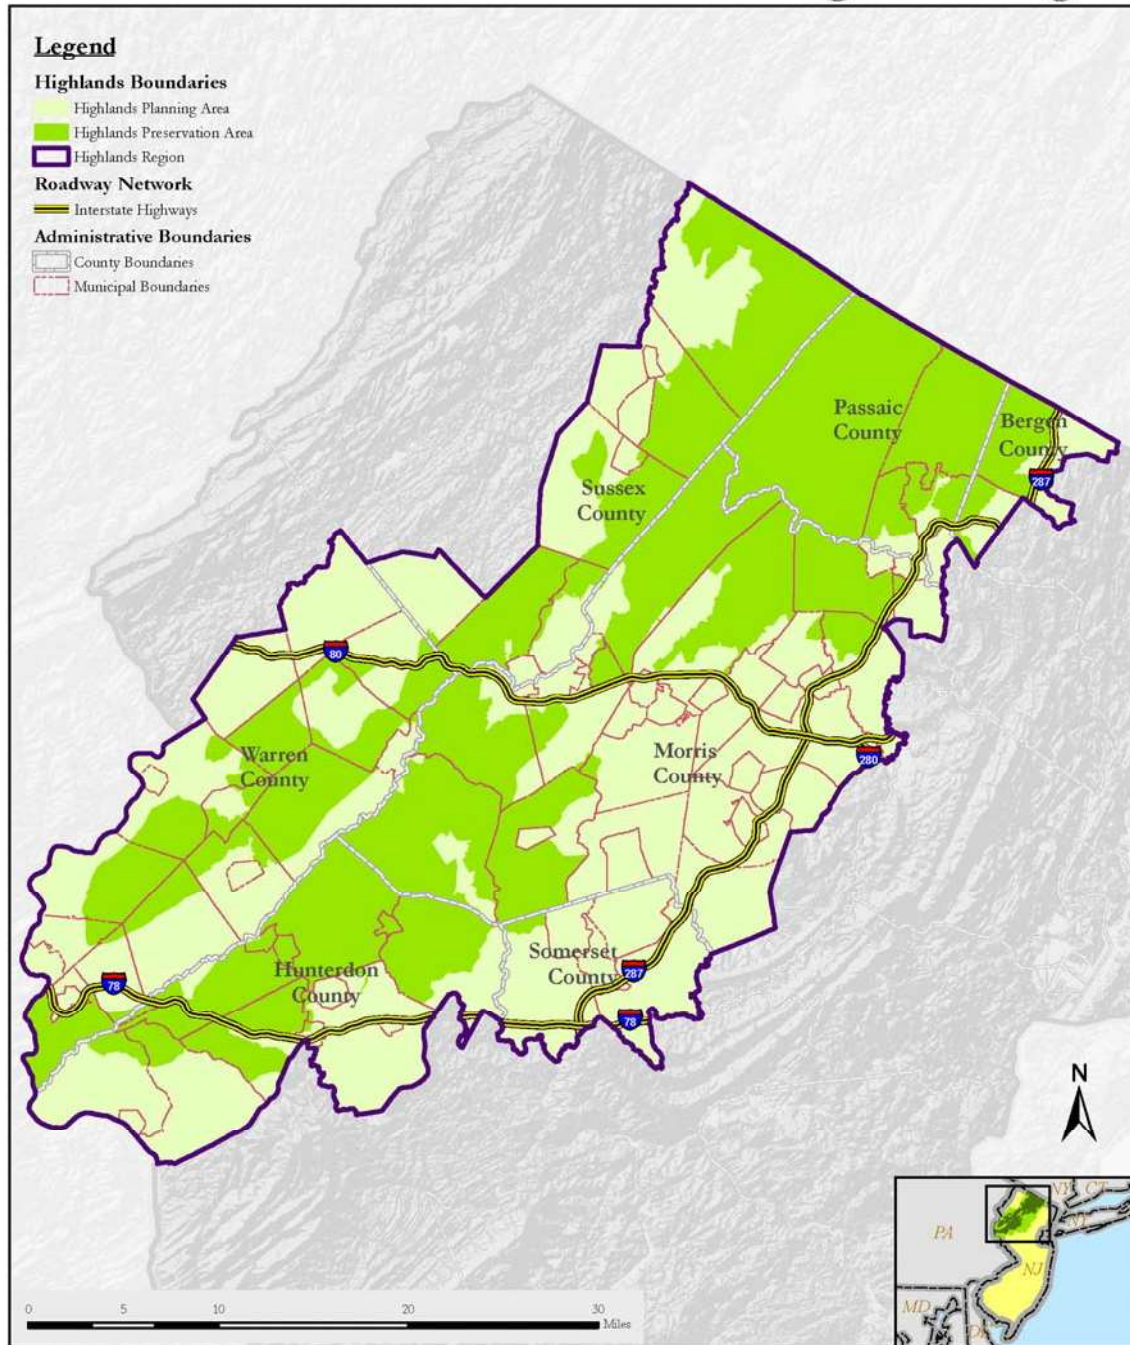 Legend
Highlands Boundaries
Highlands Planning Area
Highlands Preservation Area
Highlands Region
Roadway Network
Interstate Highways
Administrative Boundaries
County Boundaries
Municipal Boundaries
Passaic
County
Bergen
County
287
Sussex
County
80
Warren
County
Morris
County
280
Somerset
County
287
Hunterdon
County
78
78
N
NY
CT
NY
PA
NJ
MD
DE
0
5
10
20
30
Miles